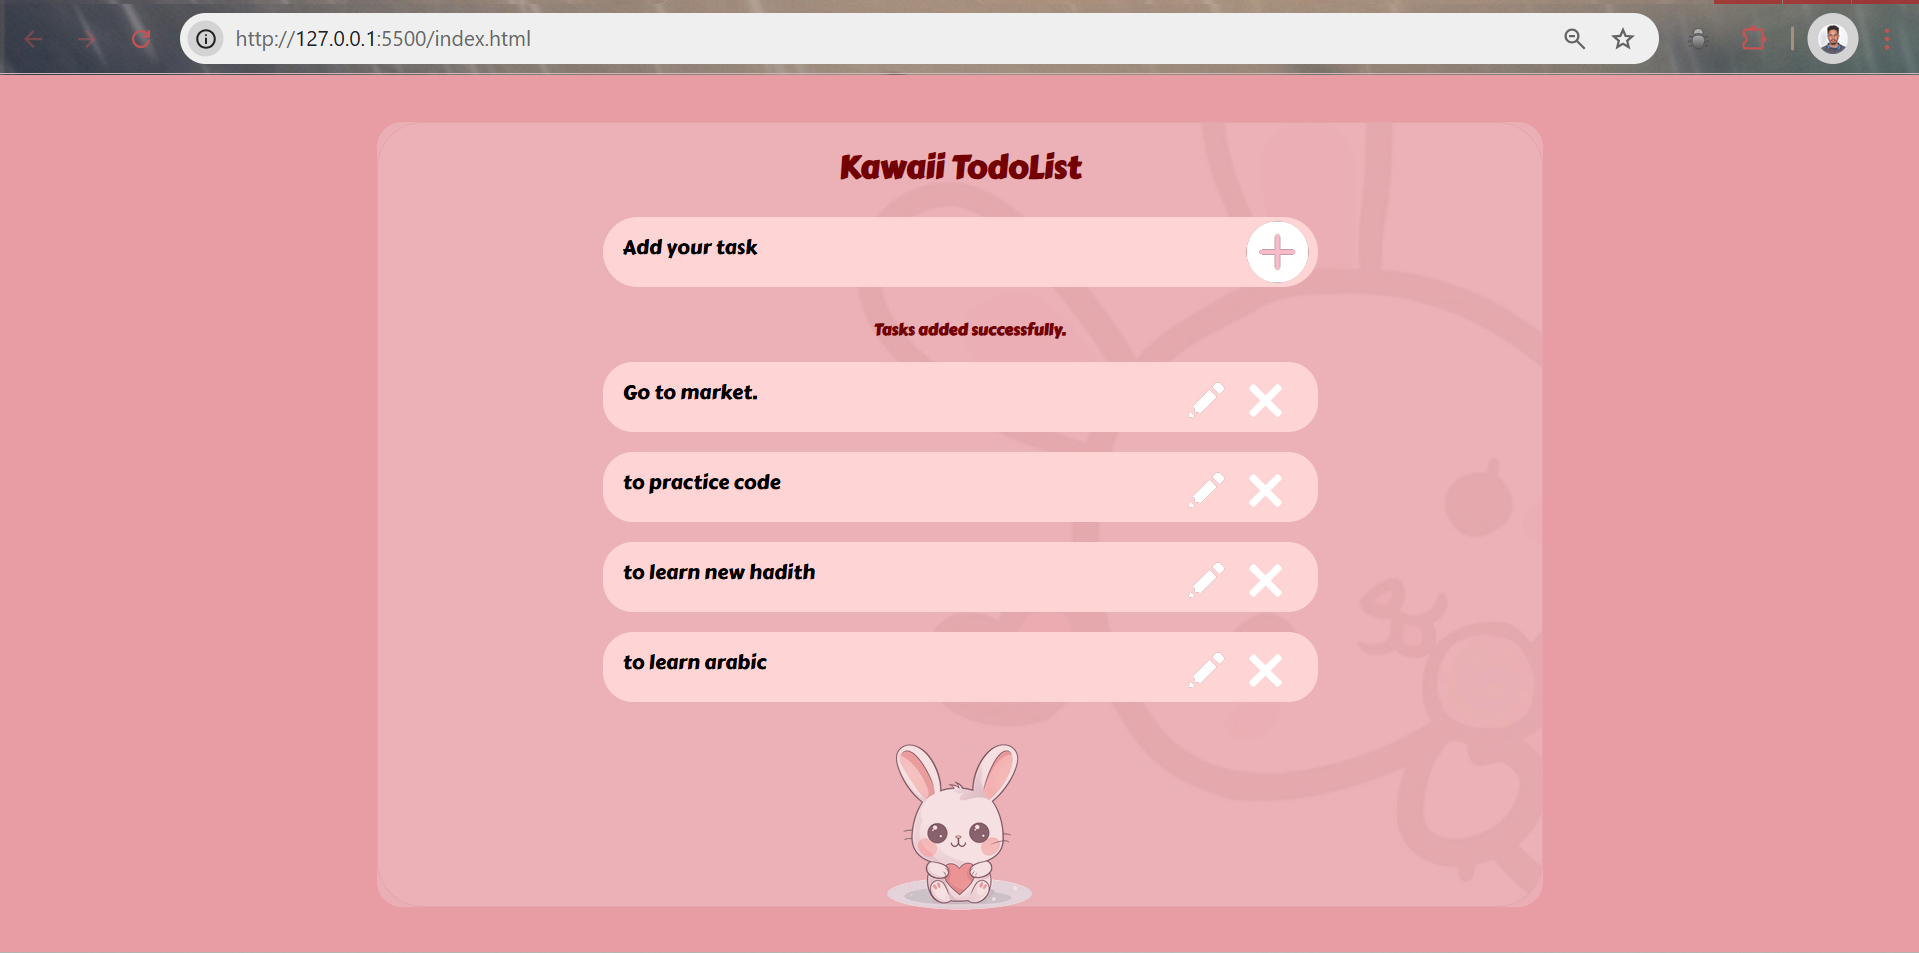 http://127.0.0.1:5500/index.html
Kawaii TodoList
Add your task
Tasks added successfully.
Go to market.
to practice code
to learn new hadith
to learn arabic